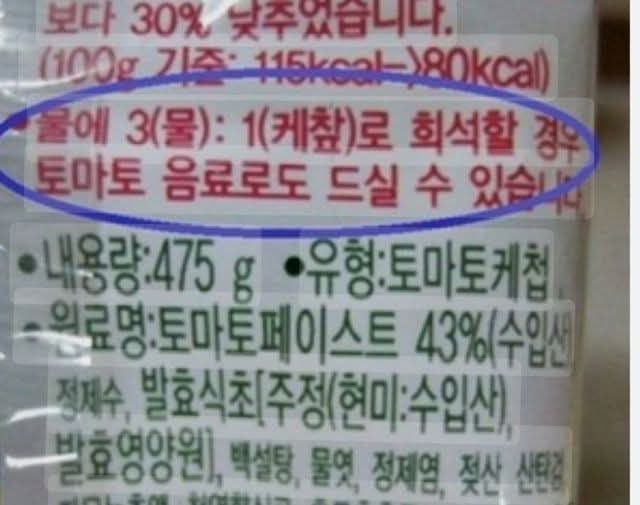 보다 30% 낮추었습니다.
(100g 기준: 115kcal->80kcal)
물에 3(물): 1(케챂)로 희석할 경우
토마토 음료로도 드실 수 있습니다.
•내용량:475 g •유형:토마토케첩
•원료명:토마토페이스트 43%(수입산)
정제수, 발효식초[주정(현미:수입산),
발효영양원], 백설탕, 물엿, 정제염, 젖산